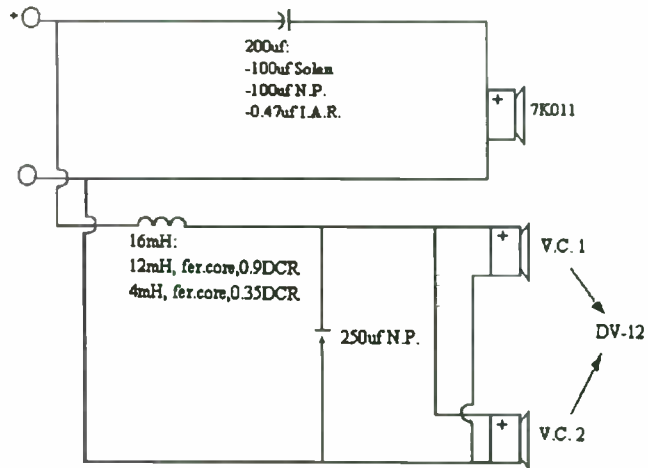 +
200uf:
-100uf Solen
-100uf N.P.
-0.47uf I.A.R.
+
7K011
16mH:
12mH, fer.core,0.9DCR
4mH, fer.core,0.35DCR
+
V.C. 1
250uf N.P.
DV-12
+
V.C. 2